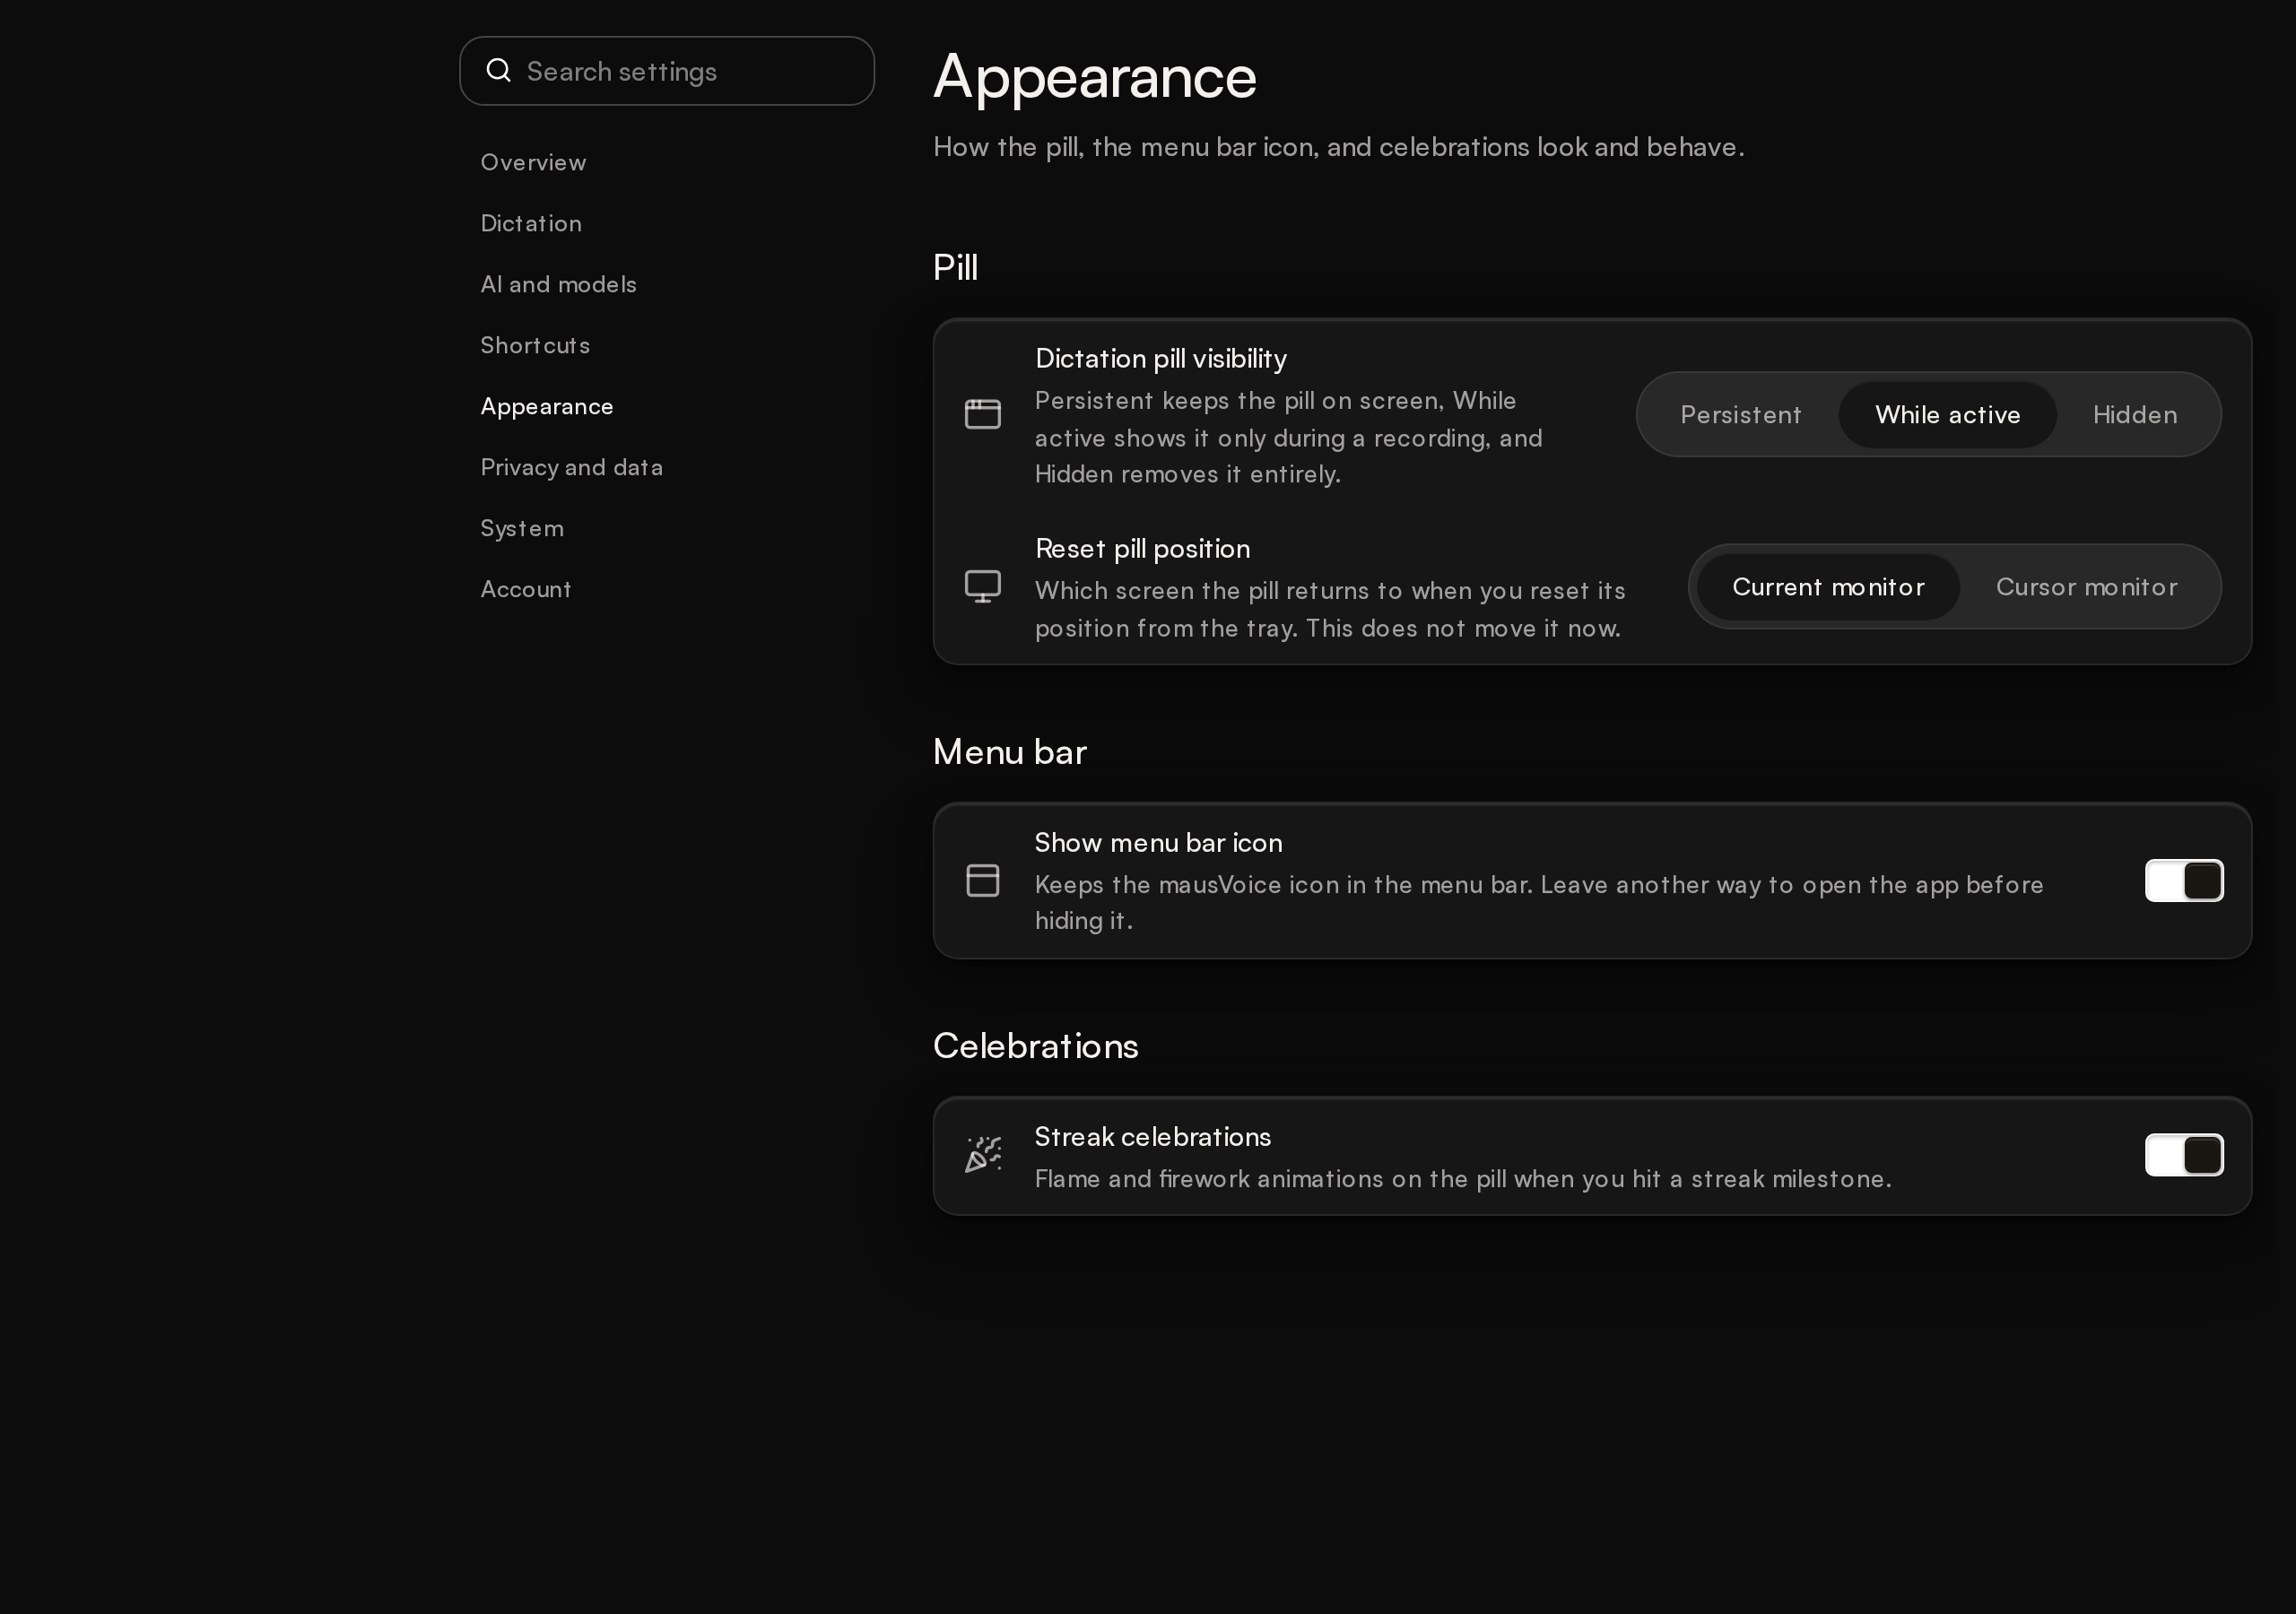 Search settings
Overview
Dictation
AI and models
Shortcuts
Appearance
Privacy and data
System
Account
Appearance
How the pill, the menu bar icon, and celebrations look and behave.
Pill
Dictation pill visibility
Persistent keeps the pill on screen, While
active shows it only during a recording, and
Hidden removes it entirely.
Persistent While active Hidden
Reset pill position
Which screen the pill returns to when you reset its
position from the tray. This does not move it now.
Current monitor Cursor monitor
Menu bar
Show menu bar icon
Keeps the mausVoice icon in the menu bar. Leave another way to open the app before
hiding it.
Celebrations
Streak celebrations
Flame and firework animations on the pill when you hit a streak milestone.